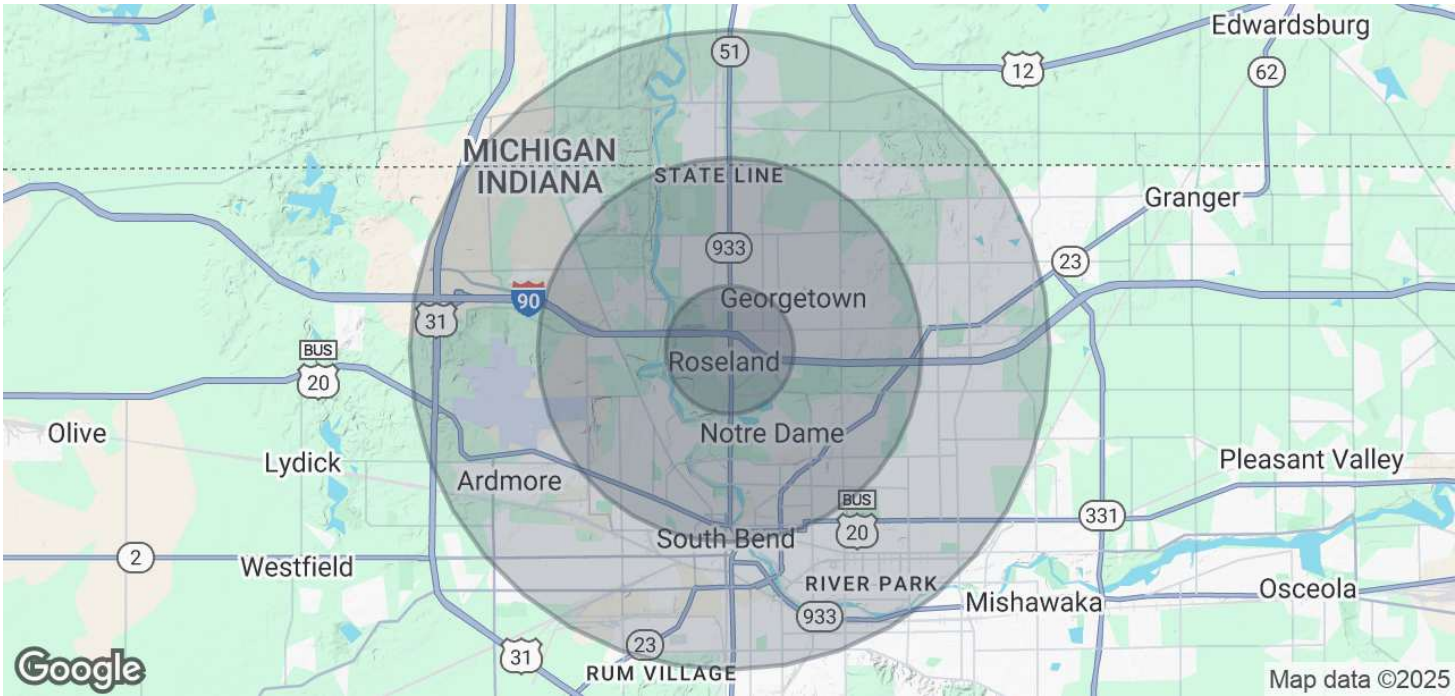 Edwardsburg
51
12
62
MICHIGAN
INDIANA
STATE LINE
Granger
933
23
Georgetown
90
31
BUS
20
Roseland
Olive
Notre Dame
Lydick
Ardmore
Pleasant Valley
BUS
20
331
South Bend
2
Westfield
RIVER PARK
Mishawaka
Osceola
933
23
31
RUM VILLAGE
Google
Map data ©2025